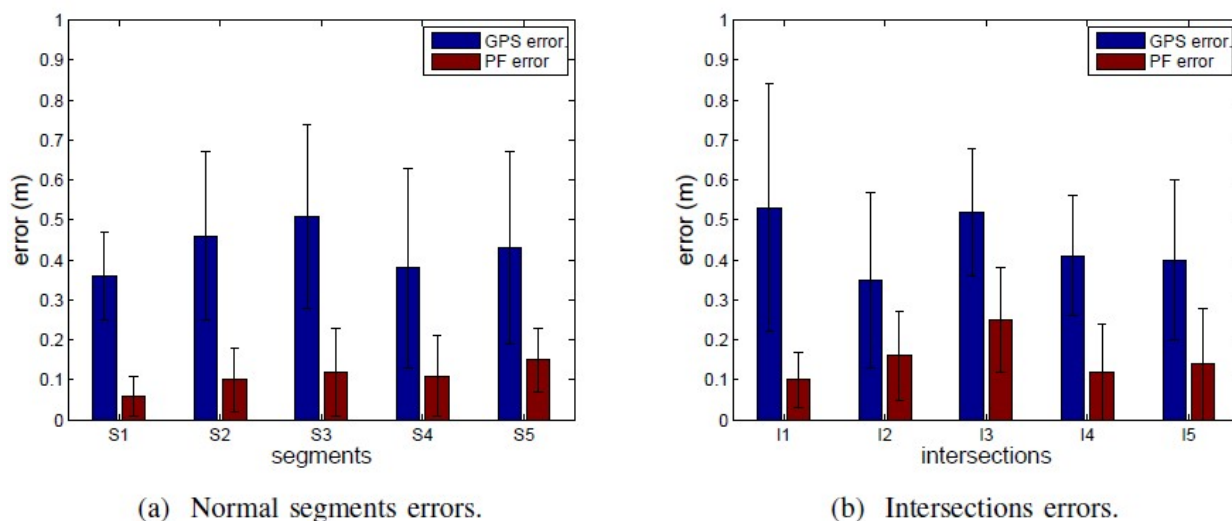 1
0.9
0.8
0.7
0.6
0.5
0.4
0.3
0.2
0.1
0
error (m)
GPS error.
PF error
S1 S2 S3 S4 S5
segments
(a) Normal segments errors.
1
0.9
0.8
0.7
0.6
0.5
0.4
0.3
0.2
0.1
0
error (m)
GPS error.
PF error
I1 I2 I3 I4 I5
intersections
(b) Intersections errors.